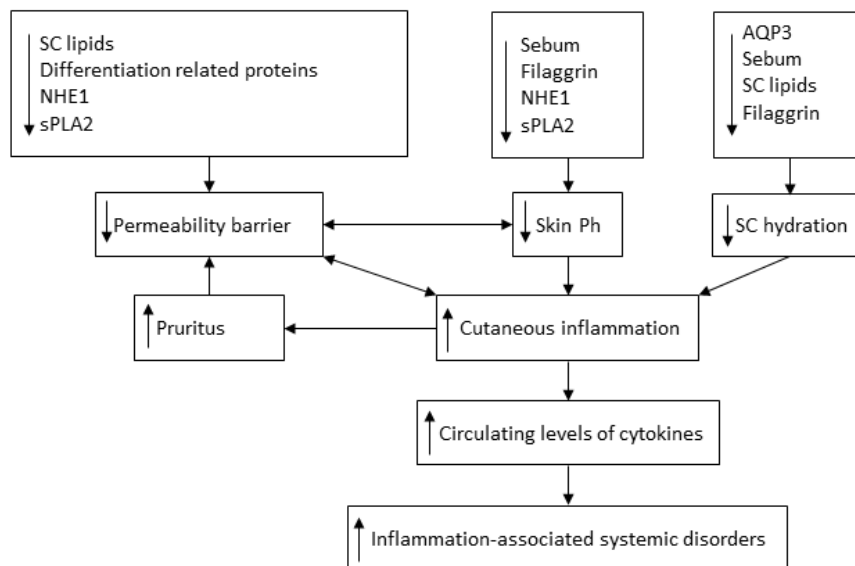 SC lipids
Differentiation related proteins
NHE1
sPLA2
Sebum
Filaggrin
NHE1
sPLA2
AQP3
Sebum
SC lipids
Filaggrin
Permeability barrier
Skin Ph
SC hydration
Pruritus
Cutaneous inflammation
Circulating levels of cytokines
Inflammation-associated systemic disorders